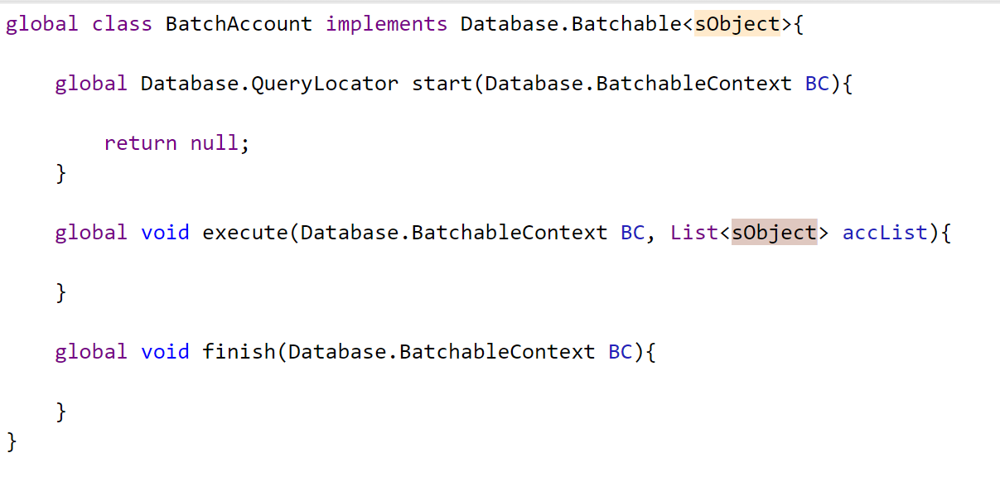 global class BatchAccount implements Database.Batchable<sObject>{
global Database.QueryLocator start(Database.BatchableContext BC){
return null;
}
global void execute(Database.BatchableContext BC, List<sObject> accList){
}
global void finish(Database.BatchableContext BC){
}
}